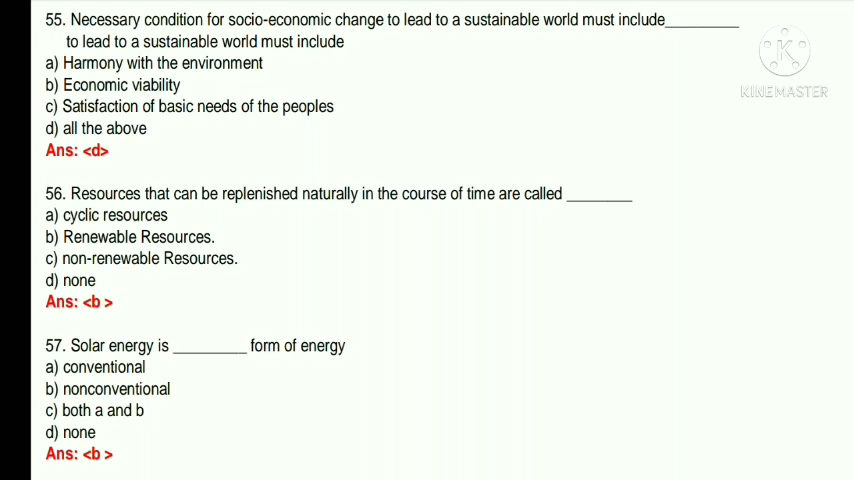 55. Necessary condition for socio-economic change to lead to a sustainable world must include_________
to lead to a sustainable world must include
a) Harmony with the environment
b) Economic viability
c) Satisfaction of basic needs of the peoples
d) all the above
Ans: <d>
K
KINEMASTER
56. Resources that can be replenished naturally in the course of time are called ________
a) cyclic resources
b) Renewable Resources.
c) non-renewable Resources.
d) none
Ans: <b >
57. Solar energy is _________ form of energy
a) conventional
b) nonconventional
c) both a and b
d) none
Ans: <b >